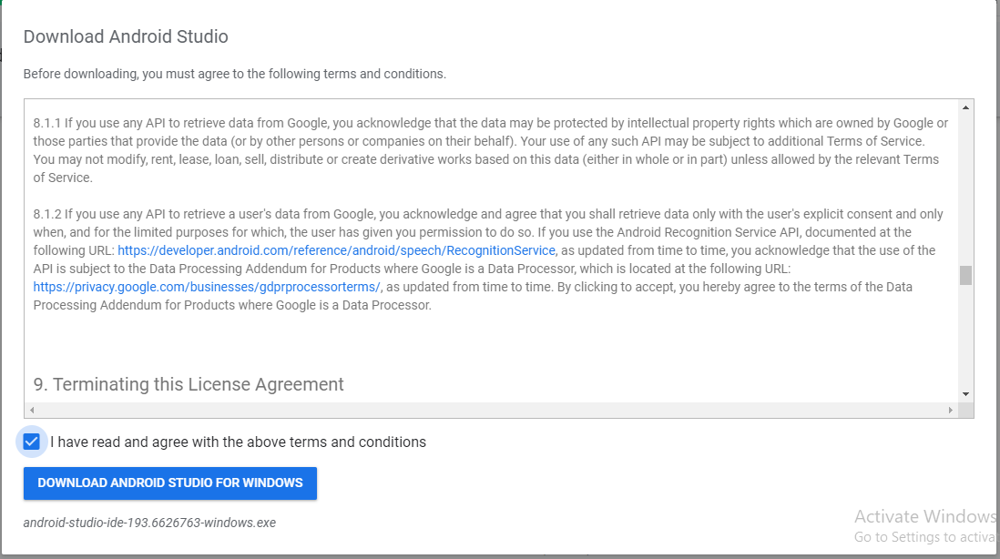 Download Android Studio
Before downloading, you must agree to the following terms and conditions.
8.1.1 If you use any API to retrieve data from Google, you acknowledge that the data may be protected by intellectual property rights which are owned by Google or
those parties that provide the data (or by other persons or companies on their behalf). Your use of any such API may be subject to additional Terms of Service.
You may not modify, rent, lease, loan, sell, distribute or create derivative works based on this data (either in whole or in part) unless allowed by the relevant Terms
of Service.
8.1.2 If you use any API to retrieve a user's data from Google, you acknowledge and agree that you shall retrieve data only with the user's explicit consent and only
when, and for the limited purposes for which, the user has given you permission to do so. If you use the Android Recognition Service API, documented at the
following URL: https://developer.android.com/reference/android/speech/RecognitionService, as updated from time to time, you acknowledge that the use of the
API is subject to the Data Processing Addendum for Products where Google is a Data Processor, which is located at the following URL:
https://privacy.google.com/businesses/gdprprocessorterms/, as updated from time to time. By clicking to accept, you hereby agree to the terms of the Data
Processing Addendum for Products where Google is a Data Processor.
9. Terminating this License Agreement
I have read and agree with the above terms and conditions
DOWNLOAD ANDROID STUDIO FOR WINDOWS
android-studio-ide-193.6626763-windows.exe
Activate Windows
Go to Settings to activa